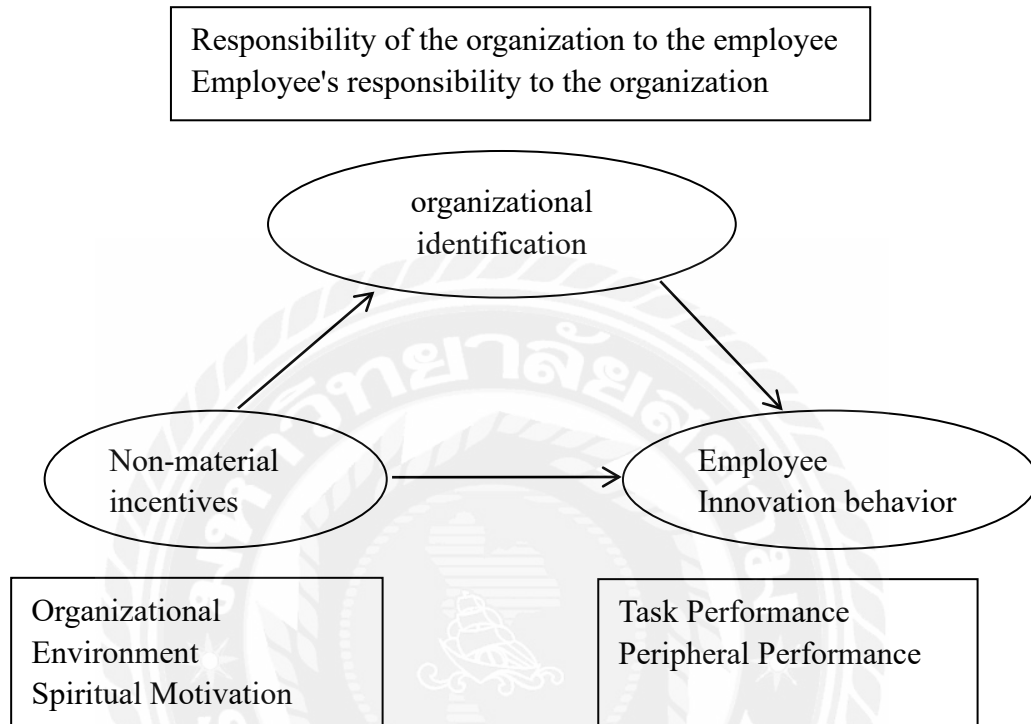 Responsibility of the organization to the employee
Employee's responsibility to the organization
organizational
identification
Non-material
incentives
Employee
Innovation behavior
Organizational
Environment
Spiritual Motivation
Task Performance
Peripheral Performance